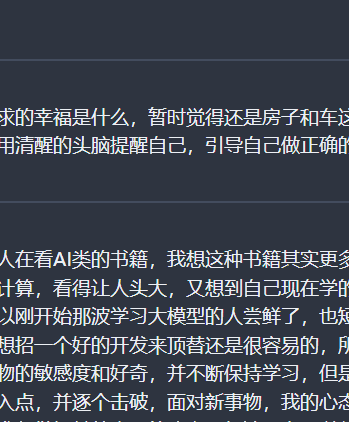 求的幸福是什么，暂时觉得还是房子和车这
用清醒的头脑提醒自己，引导自己做正确的
人在看AI类的书籍，我想这种书籍其实更多
计算，看得让人头大，又想到自己现在学的
以刚开始那波学习大模型的人尝鲜了，也短
想招一个好的开发来顶替还是很容易的，所
物的敏感度和好奇，并不断保持学习，但是
入点，并逐个击破，面对新事物，我的心态